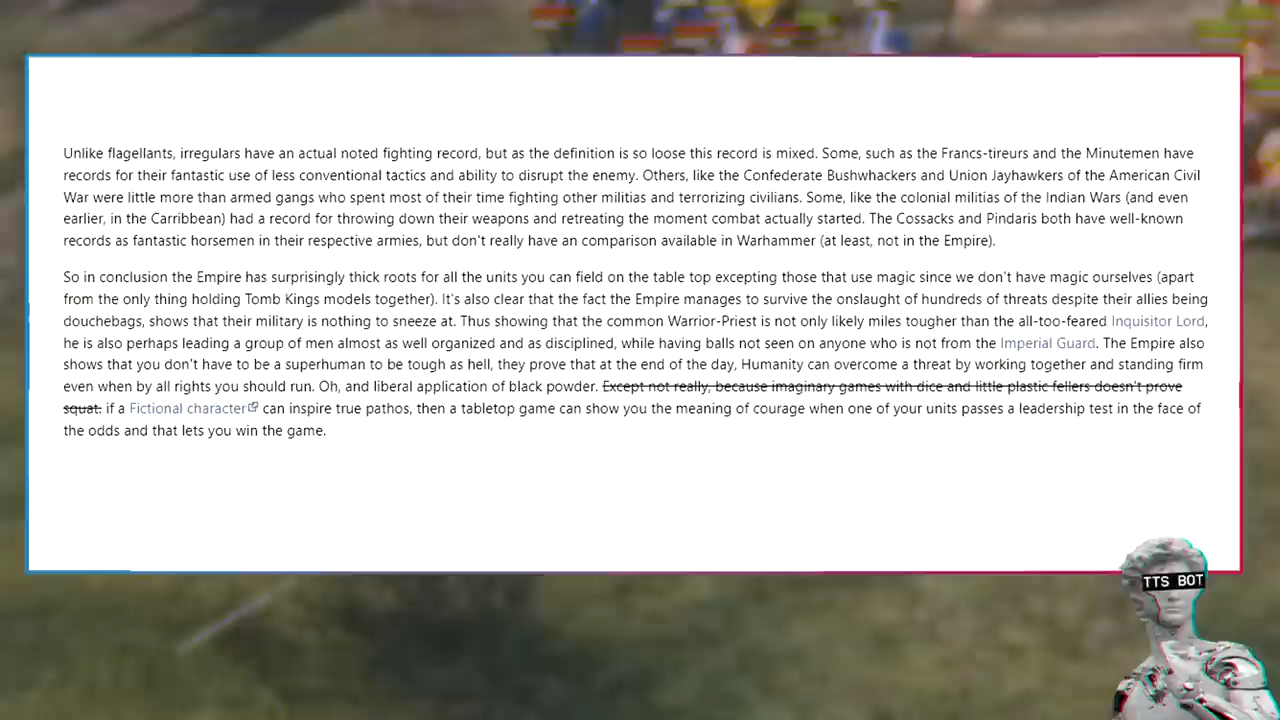 Unlike flagellants, irregulars have an actual noted fighting record, but as the definition is so loose this record is mixed. Some, such as the Francs-tireurs and the Minutemen have
records for their fantastic use of less conventional tactics and ability to disrupt the enemy. Others, like the Confederate Bushwhackers and Union Jayhawkers of the American Civil
War were little more than armed gangs who spent most of their time fighting other militias and terrorizing civilians. Some, like the colonial militias of the Indian Wars (and even
earlier, in the Carribbean) had a record for throwing down their weapons and retreating the moment combat actually started. The Cossacks and Pindaris both have well-known
records as fantastic horsemen in their respective armies, but don't really have an comparison available in Warhammer (at least, not in the Empire).
So in conclusion the Empire has surprisingly thick roots for all the units you can field on the table top excepting those that use magic since we don't have magic ourselves (apart
from the only thing holding Tomb Kings models together). It's also clear that the fact the Empire manages to survive the onslaught of hundreds of threats despite their allies being
douchebags, shows that their military is nothing to sneeze at. Thus showing that the common Warrior-Priest is not only likely miles tougher than the all-too-feared Inquisitor Lord,
he is also perhaps leading a group of men almost as well organized and as disciplined, while having balls not seen on anyone who is not from the Imperial Guard. The Empire also
shows that you don't have to be a superhuman to be tough as hell, they prove that at the end of the day, Humanity can overcome a threat by working together and standing firm
even when by all rights you should run. Oh, and liberal application of black powder. Except not really, because imaginary games with dice and little plastic fellers doesn't prove
squat. if a Fictional character can inspire true pathos, then a tabletop game can show you the meaning of courage when one of your units passes a leadership test in the face of
the odds and that lets you win the game.
TTS BOT